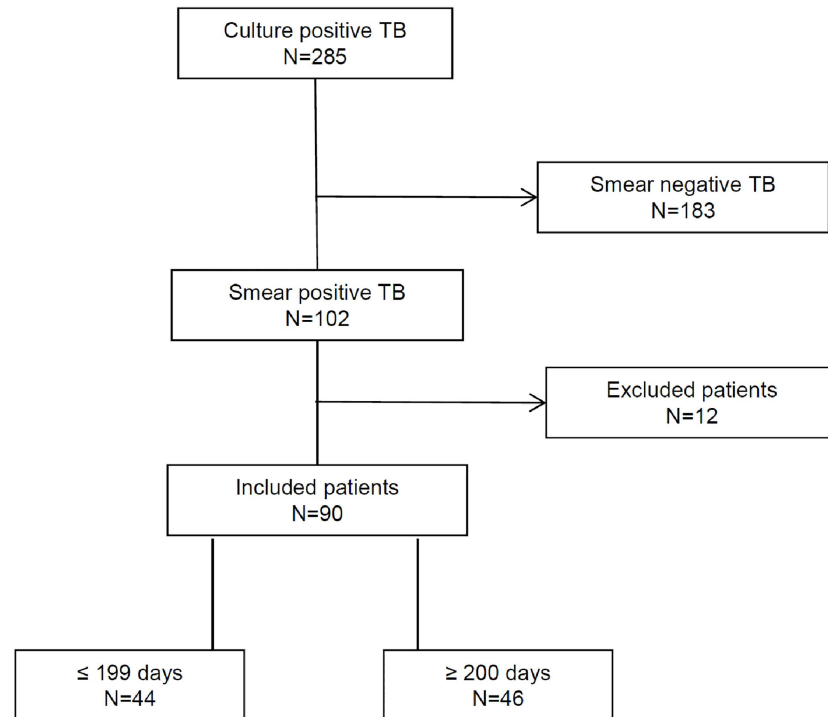 Culture positive TB
N=285
Smear negative TB
N=183
Smear positive TB
N=102
Excluded patients
N=12
Included patients
N=90
≤ 199 days
N=44
≥ 200 days
N=46